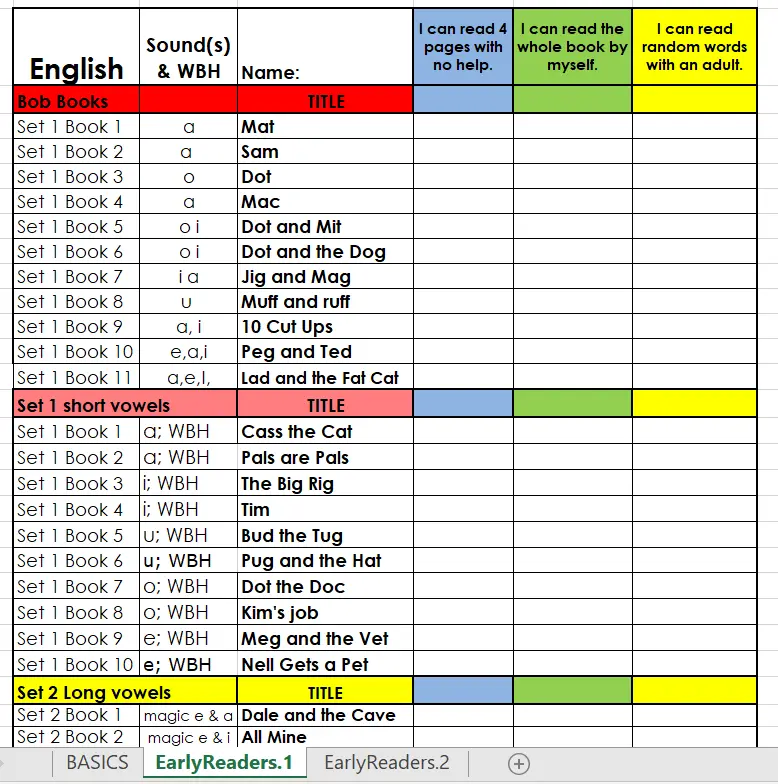 English Sound(s) & WBH Name: I can read 4 pages with no help. I can read the whole book by myself. I can read random words with an adult.
Bob Books TITLE
Set 1 Book 1 a Mat
Set 1 Book 2 a Sam
Set 1 Book 3 o Dot
Set 1 Book 4 a Mac
Set 1 Book 5 o i Dot and Mit
Set 1 Book 6 o i Dot and the Dog
Set 1 Book 7 i a Jig and Mag
Set 1 Book 8 u Muff and ruff
Set 1 Book 9 a, i 10 Cut Ups
Set 1 Book 10 e,a,i Peg and Ted
Set 1 Book 11 a,e,I, Lad and the Fat Cat
Set 1 short vowels TITLE
Set 1 Book 1 a; WBH Cass the Cat
Set 1 Book 2 a; WBH Pals are Pals
Set 1 Book 3 i; WBH The Big Rig
Set 1 Book 4 i; WBH Tim
Set 1 Book 5 u; WBH Bud the Tug
Set 1 Book 6 u; WBH Pug and the Hat
Set 1 Book 7 o; WBH Dot the Doc
Set 1 Book 8 o; WBH Kim's job
Set 1 Book 9 e; WBH Meg and the Vet
Set 1 Book 10 e; WBH Nell Gets a Pet
Set 2 Long vowels TITLE
Set 2 Book 1 magic e & a Dale and the Cave
Set 2 Book 2 magic e & i All Mine
BASICS EarlyReaders.1 EarlyReaders.2